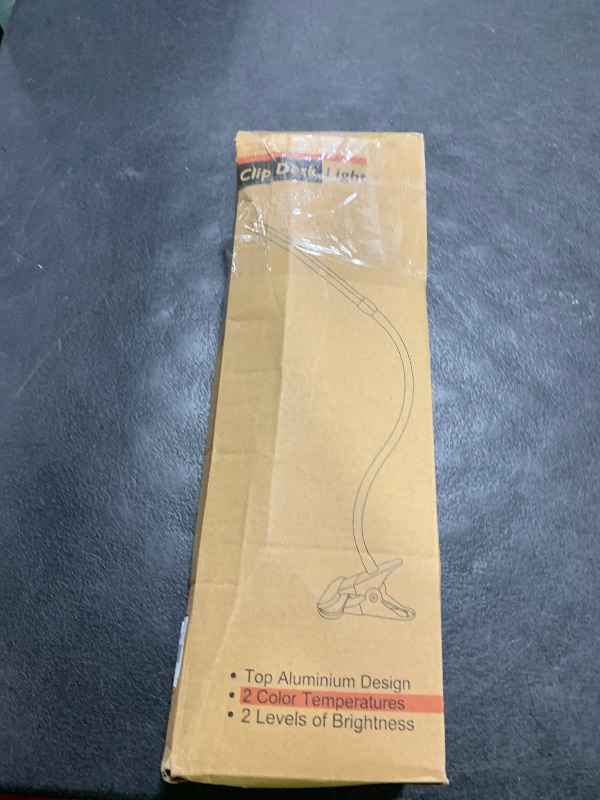 Clip Desk Light
• Top Aluminium Design
• 2 Color Temperatures
• 2 Levels of Brightness